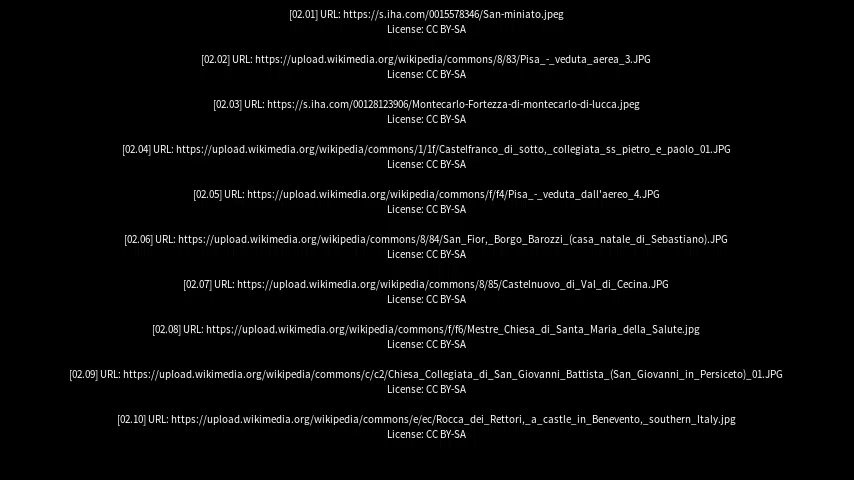 [02.01] URL: https://s.iha.com/0015578346/San-miniato.jpeg
License: CC BY-SA
[02.02] URL: https://upload.wikimedia.org/wikipedia/commons/8/83/Pisa_-_veduta_aerea_3.JPG
License: CC BY-SA
[02.03] URL: https://s.iha.com/00128123906/Montecarlo-Fortezza-di-montecarlo-di-lucca.jpeg
License: CC BY-SA
[02.04] URL: https://upload.wikimedia.org/wikipedia/commons/1/1f/Castelfranco_di_sotto,_collegiata_ss_pietro_e_paolo_01.JPG
License: CC BY-SA
[02.05] URL: https://upload.wikimedia.org/wikipedia/commons/f/f4/Pisa_-_veduta_dall'aereo_4.JPG
License: CC BY-SA
[02.06] URL: https://upload.wikimedia.org/wikipedia/commons/8/84/San_Fior,_Borgo_Barozzi_(casa_natale_di_Sebastiano).JPG
License: CC BY-SA
[02.07] URL: https://upload.wikimedia.org/wikipedia/commons/8/85/Castelnuovo_di_Val_di_Cecina.JPG
License: CC BY-SA
[02.08] URL: https://upload.wikimedia.org/wikipedia/commons/f/f6/Mestre_Chiesa_di_Santa_Maria_della_Salute.jpg
License: CC BY-SA
[02.09] URL: https://upload.wikimedia.org/wikipedia/commons/c/c2/Chiesa_Collegiata_di_San_Giovanni_Battista_(San_Giovanni_in_Persiceto)_01.JPG
License: CC BY-SA
[02.10] URL: https://upload.wikimedia.org/wikipedia/commons/e/ec/Rocca_dei_Rettori,_a_castle_in_Benevento,_southern_Italy.jpg
License: CC BY-SA